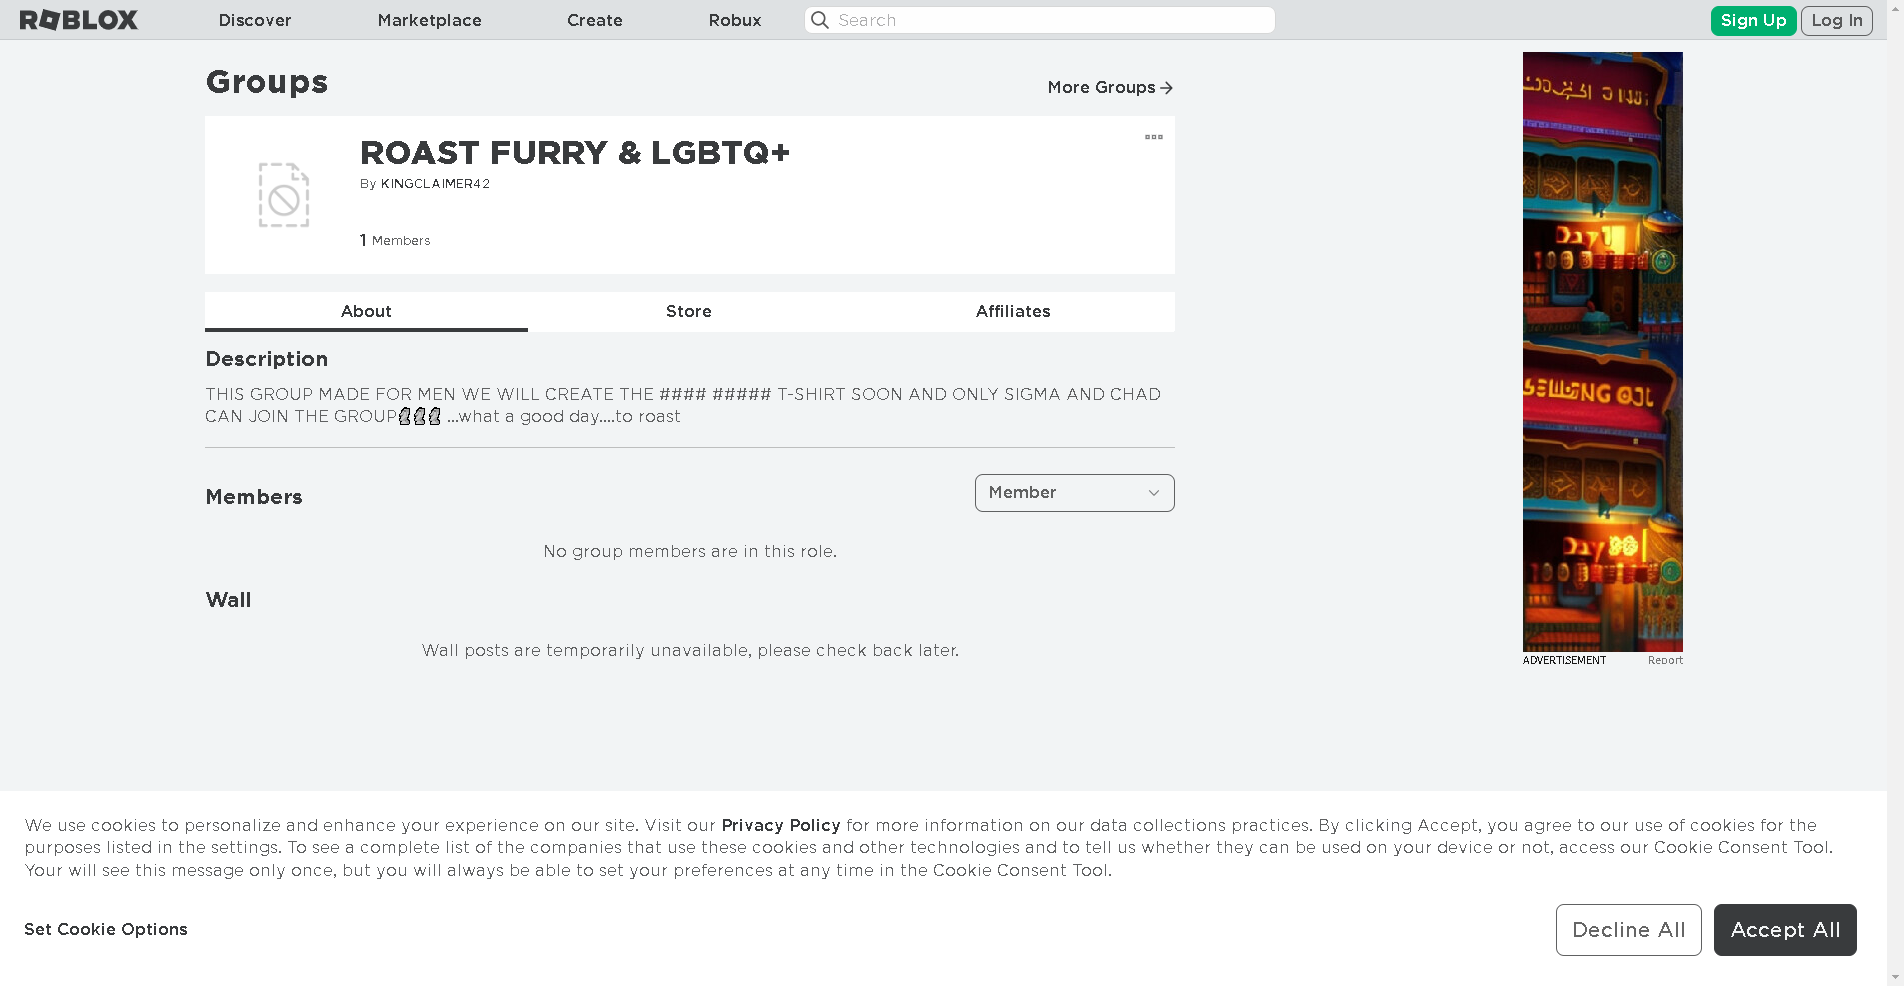 ROBLOX
Discover
Marketplace
Create
Robux
Search
Sign Up
Log In
Groups
More Groups
ROAST FURRY & LGBTQ+
By KINGCLAIMER42
1 Members
About
Store
Affiliates
Description
THIS GROUP MADE FOR MEN WE WILL CREATE THE #### ##### T-SHIRT SOON AND ONLY SIGMA AND CHAD
CAN JOIN THE GROUP🗿🗿🗿 ...what a good day....to roast
Members
Member
No group members are in this role.
Wall
Wall posts are temporarily unavailable, please check back later.
ADVERTISEMENT
Report
We use cookies to personalize and enhance your experience on our site. Visit our Privacy Policy for more information on our data collections practices. By clicking Accept, you agree to our use of cookies for the
purposes listed in the settings. To see a complete list of the companies that use these cookies and other technologies and to tell us whether they can be used on your device or not, access our Cookie Consent Tool.
Your will see this message only once, but you will always be able to set your preferences at any time in the Cookie Consent Tool.
Set Cookie Options
Decline All
Accept All